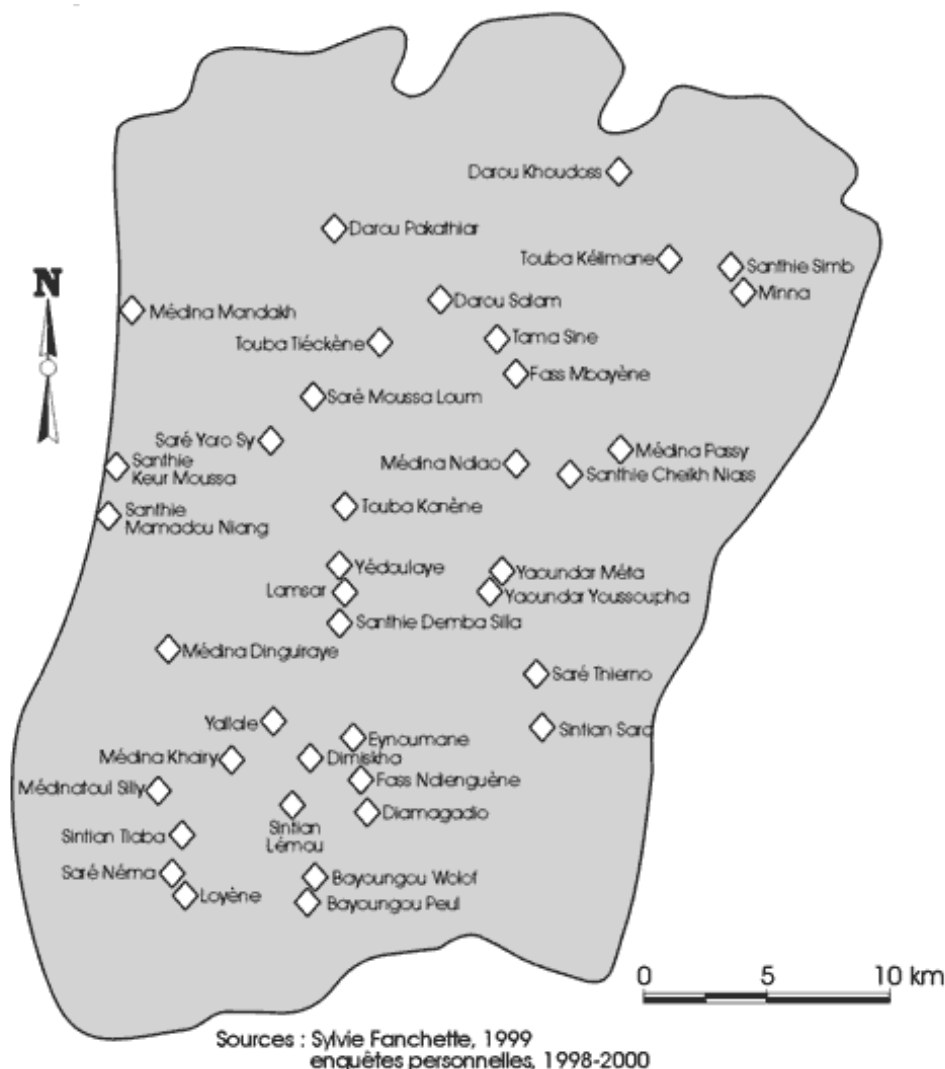 Darou Khoudoss
Darou Pakathiar
Touba Kélimane
Santhie Simb
N
Minna
Darou Salam
Médina Mandakh
Tama Sine
Touba Tiéckène
Fass Mbayène
Saré Moussa Loum
Saré Yoro Sy
Médina Passy
Santhie
Keur Moussa
Médina Ndiao
Santhie Cheikh Niass
Santhie
Mamadou Niang
Touba Kanène
Yédoulaye
Yaoundar Méta
Lamsar
Yaoundar Youssoupha
Santhie Demba Silla
Médina Dinguiraye
Saré Thierno
Yallale
Sintian Sara
Eynoumane
Médina Khairy
Dimiskha
Fass Ndienguène
Médinatoul Silly
Diamagadio
Sintian
Lémou
Sintian Tiaba
Saré Néma
Bayoungou Wolof
Loyène
Bayoungou Peul
0 5 10 km
Sources : Sylvie Fanchette, 1999
enquêtes personnelles, 1998-2000